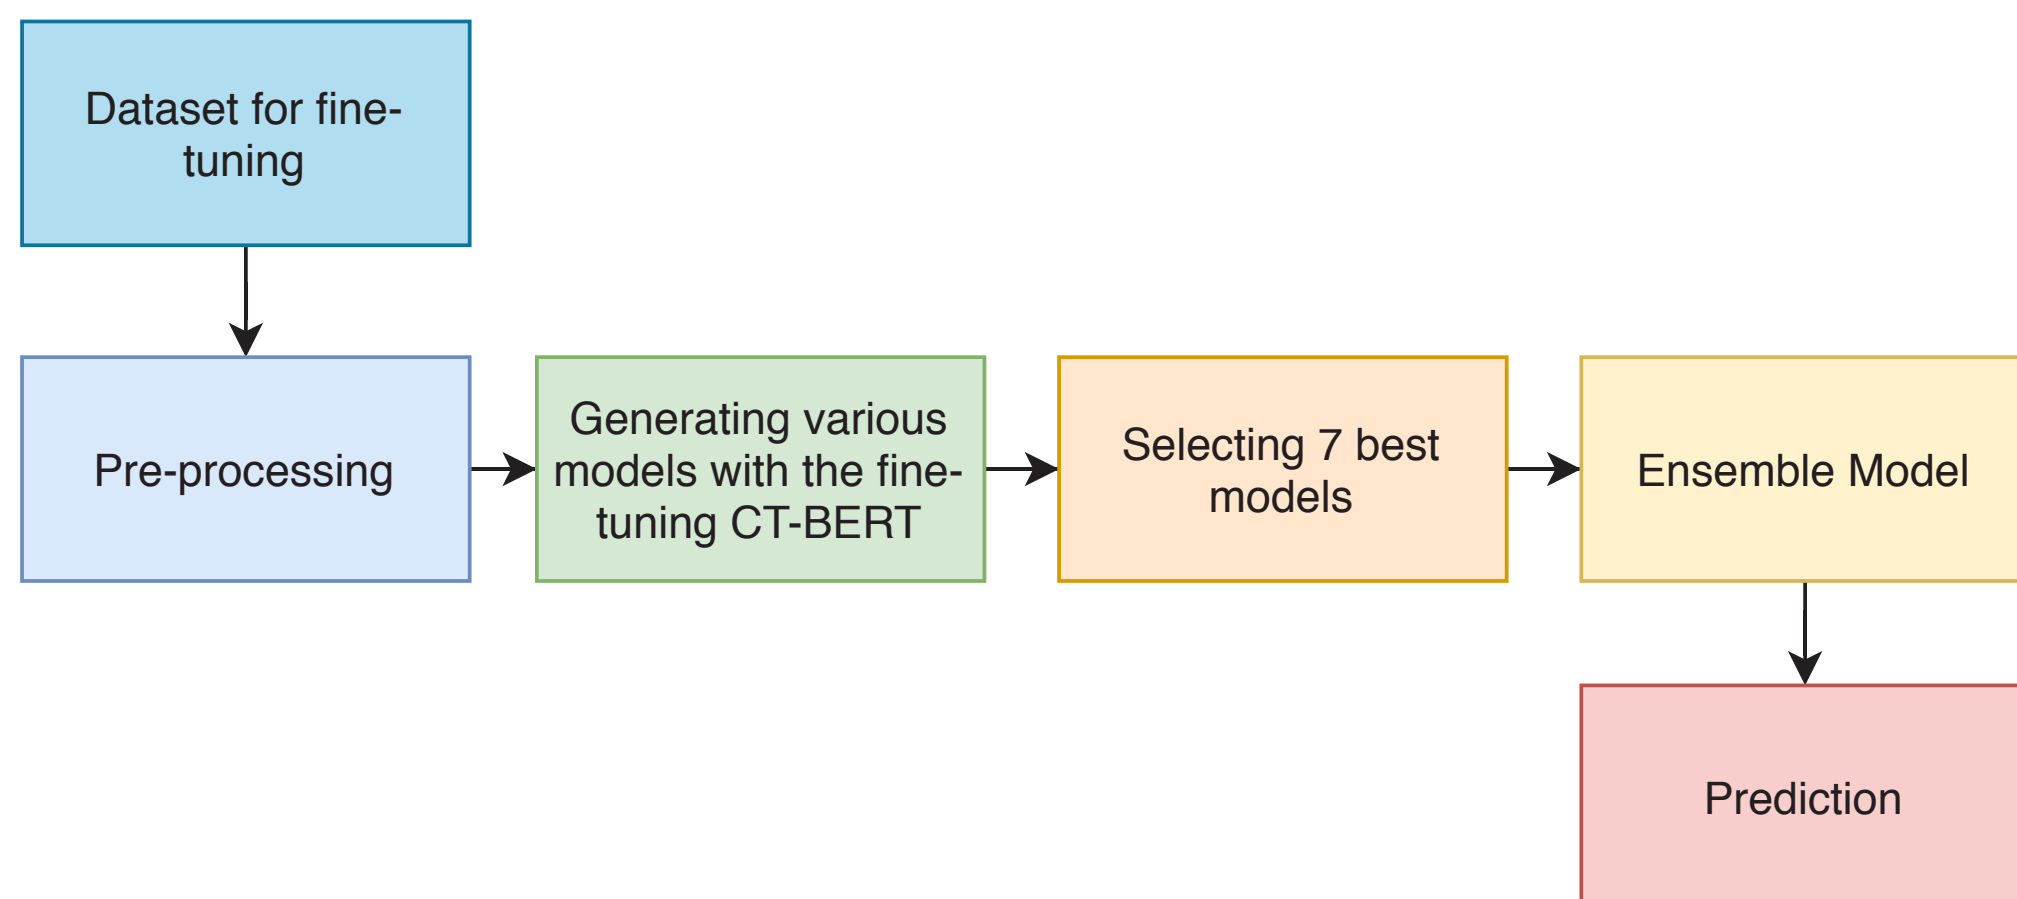 Dataset for fine-
tuning
Pre-processing
Generating various
models with the fine-
tuning CT-BERT
Selecting 7 best
models
Ensemble Model
Prediction